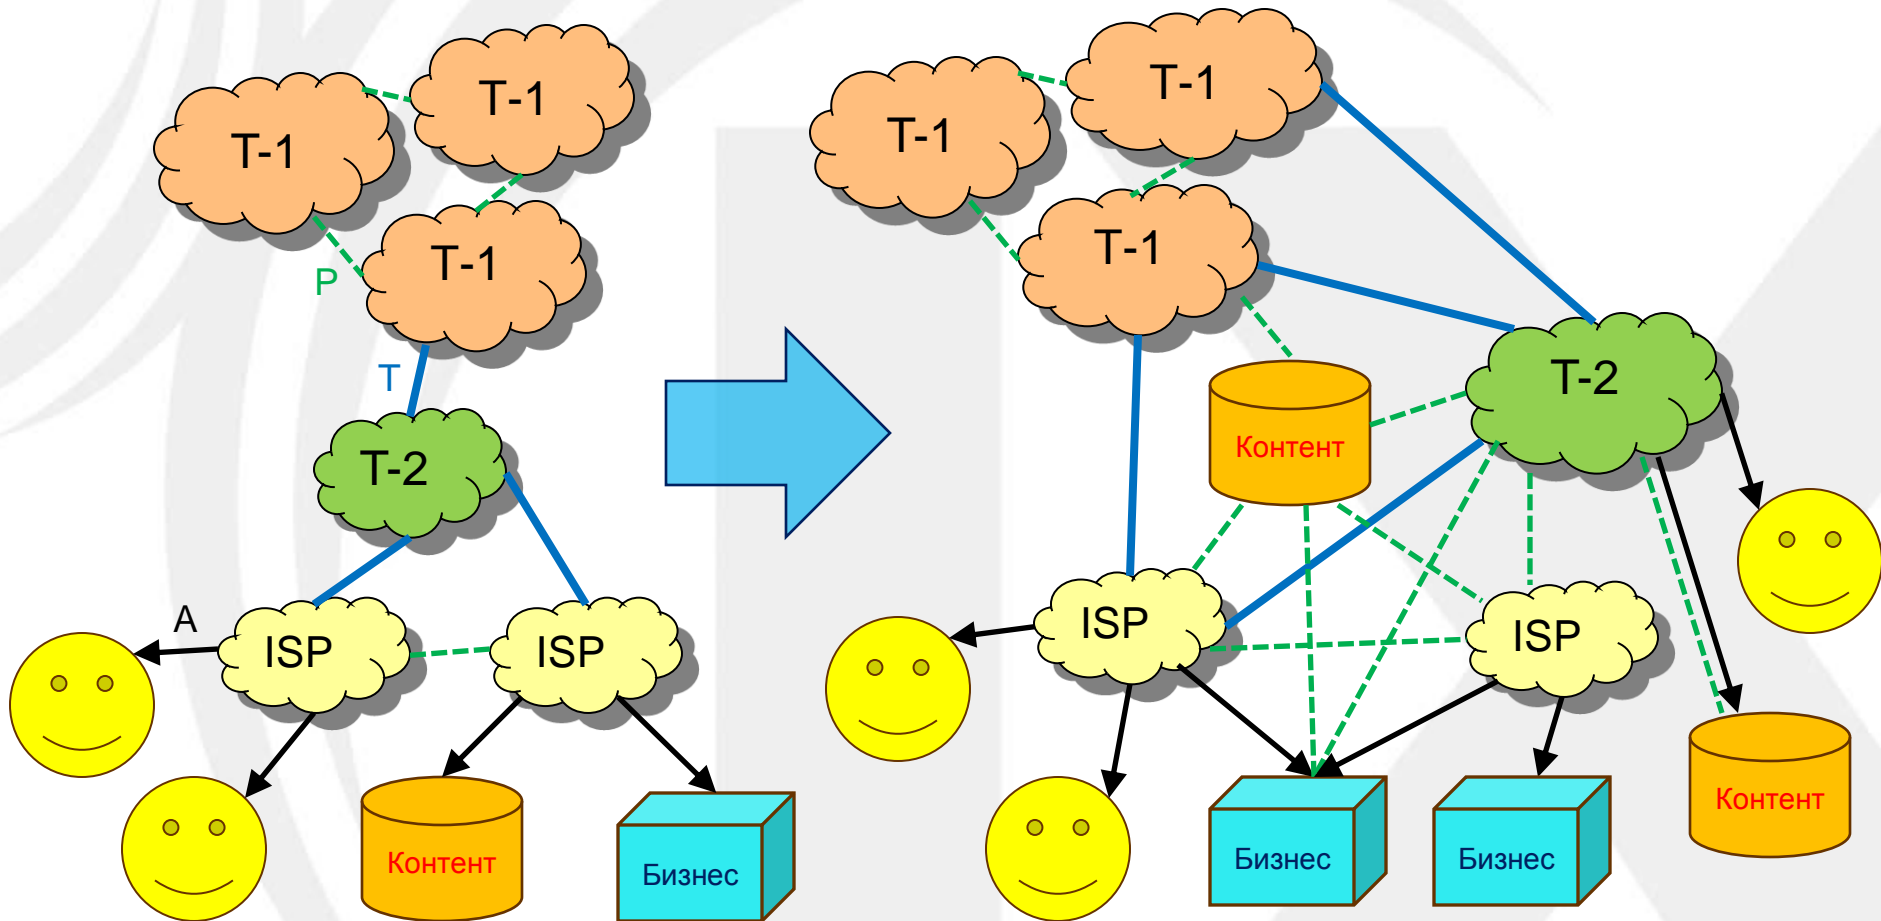 T-1
T-1
T-1
P
T
T-2
A
ISP
ISP
Контент
Бизнес
T-1
T-1
T-1
T-2
Контент
ISP
ISP
Контент
Бизнес
Бизнес